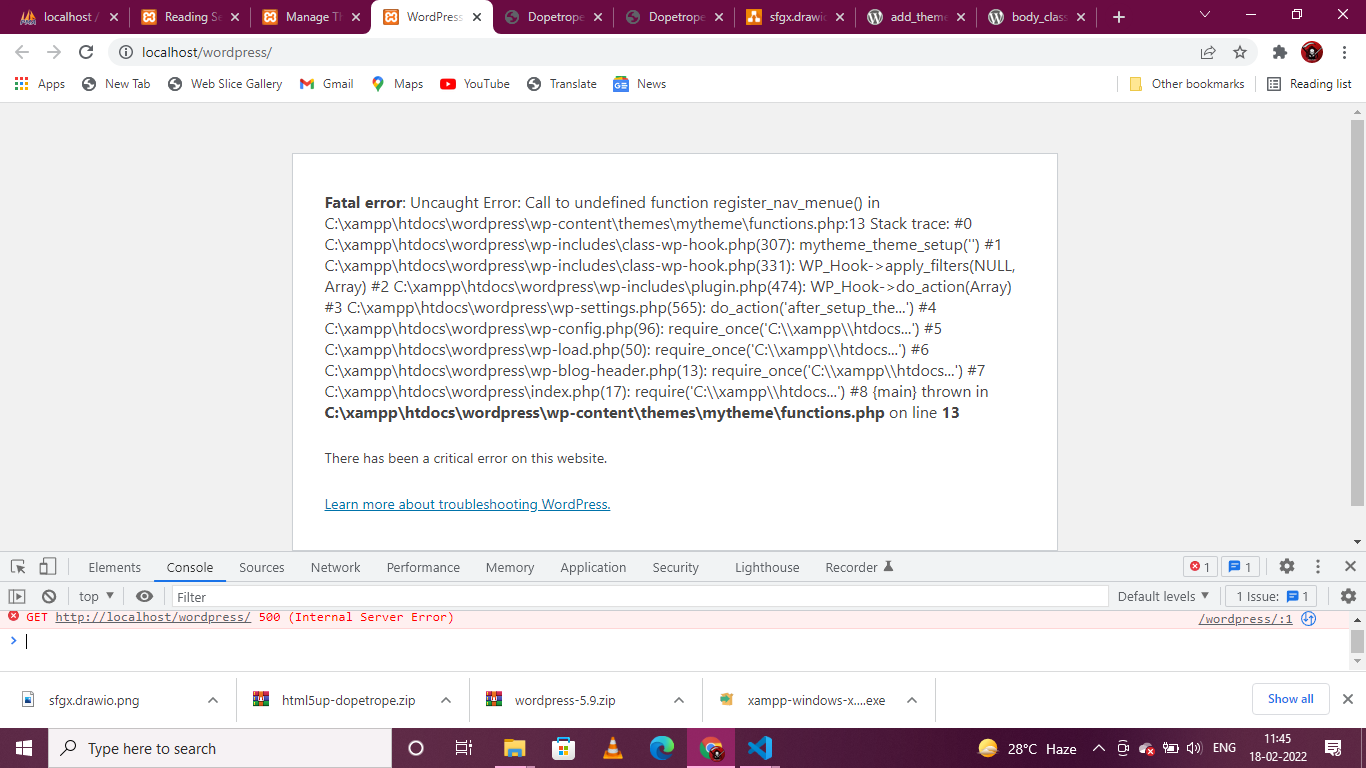 localhost /
Reading Se
Manage Th
WordPress
Dopetrope
Dopetrope
sfgx.drawio
add_theme
body_class
localhost/wordpress/
Apps
New Tab
Web Slice Gallery
Gmail
Maps
YouTube
Translate
News
Other bookmarks
Reading list
Fatal error: Uncaught Error: Call to undefined function register_nav_menue() in
C:\xampp\htdocs\wordpress\wp-content\themes\mytheme\functions.php:13 Stack trace: #0
C:\xampp\htdocs\wordpress\wp-includes\class-wp-hook.php(307): mytheme_theme_setup('') #1
C:\xampp\htdocs\wordpress\wp-includes\class-wp-hook.php(331): WP_Hook->apply_filters(NULL,
Array) #2 C:\xampp\htdocs\wordpress\wp-includes\plugin.php(474): WP_Hook->do_action(Array)
#3 C:\xampp\htdocs\wordpress\wp-settings.php(565): do_action('after_setup_the...') #4
C:\xampp\htdocs\wordpress\wp-config.php(96): require_once('C:\\xampp\\htdocs...') #5
C:\xampp\htdocs\wordpress\wp-load.php(50): require_once('C:\\xampp\\htdocs...') #6
C:\xampp\htdocs\wordpress\wp-blog-header.php(13): require_once('C:\\xampp\\htdocs...') #7
C:\xampp\htdocs\wordpress\index.php(17): require('C:\\xampp\\htdocs...') #8 {main} thrown in
C:\xampp\htdocs\wordpress\wp-content\themes\mytheme\functions.php on line 13
There has been a critical error on this website.
Learn more about troubleshooting WordPress.
Elements
Console
Sources
Network
Performance
Memory
Application
Security
Lighthouse
Recorder
1
1
top
Filter
Default levels
1 Issue: 1
GET http://localhost/wordpress/ 500 (Internal Server Error)
/wordpress/:1
sfgx.drawio.png
html5up-dopetrope.zip
wordpress-5.9.zip
xampp-windows-x....exe
Show all
Type here to search
28°C Haze
ENG
11:45
18-02-2022